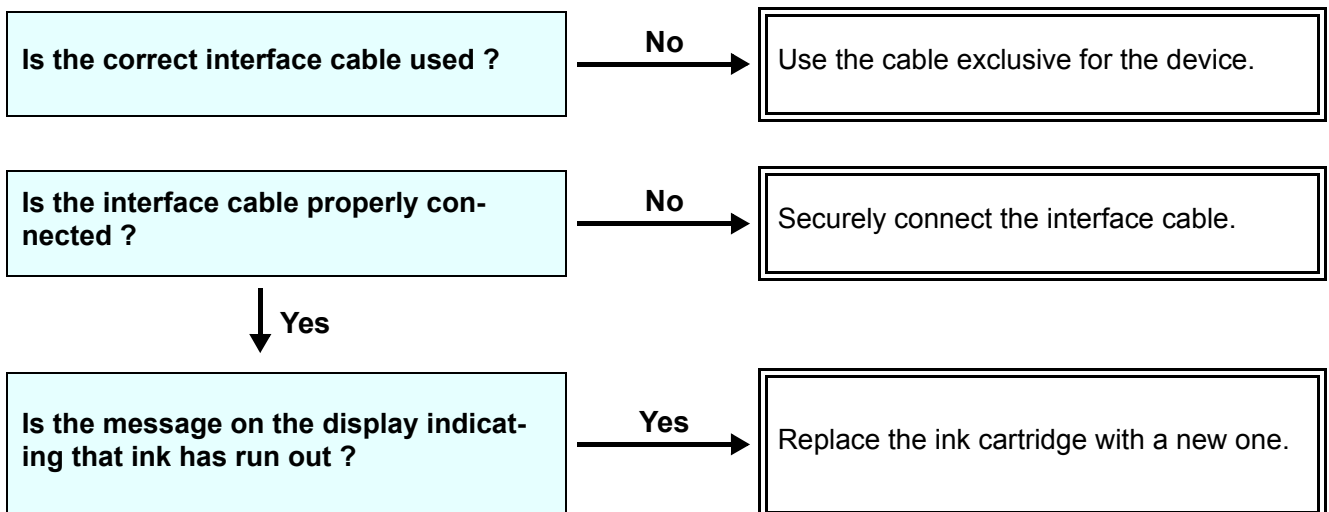 Is the correct interface cable used ?
No
Use the cable exclusive for the device.
Is the interface cable properly con-
nected ?
No
Securely connect the interface cable.
Yes
Is the message on the display indicat-
ing that ink has run out ?
Yes
Replace the ink cartridge with a new one.